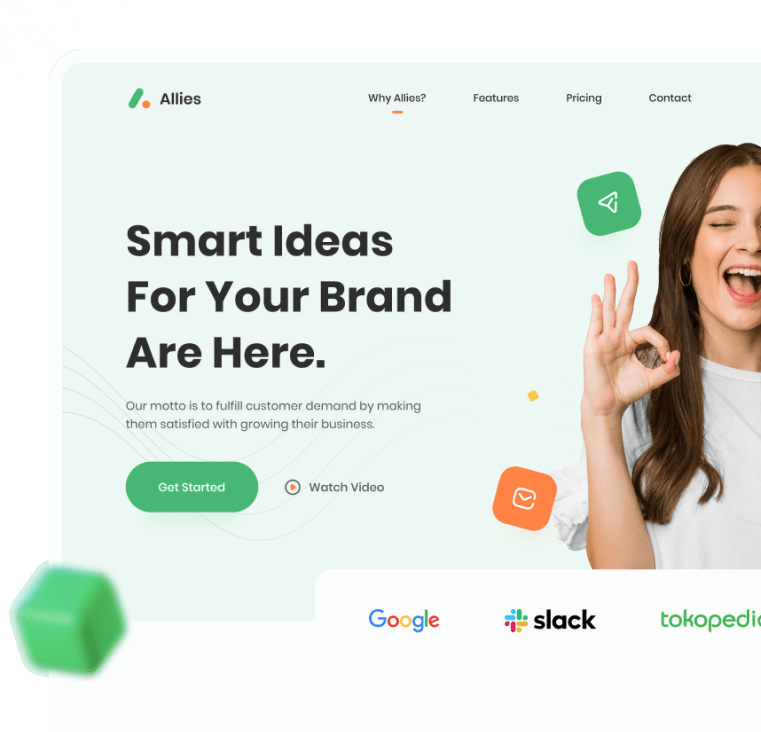 Allies
Why Allies?
Features
Pricing
Contact
Smart Ideas
For Your Brand
Are Here.
Our motto is to fulfill customer demand by making
them satisfied with growing their business.
Get Started
Watch Video
Google
slack
tokopedi